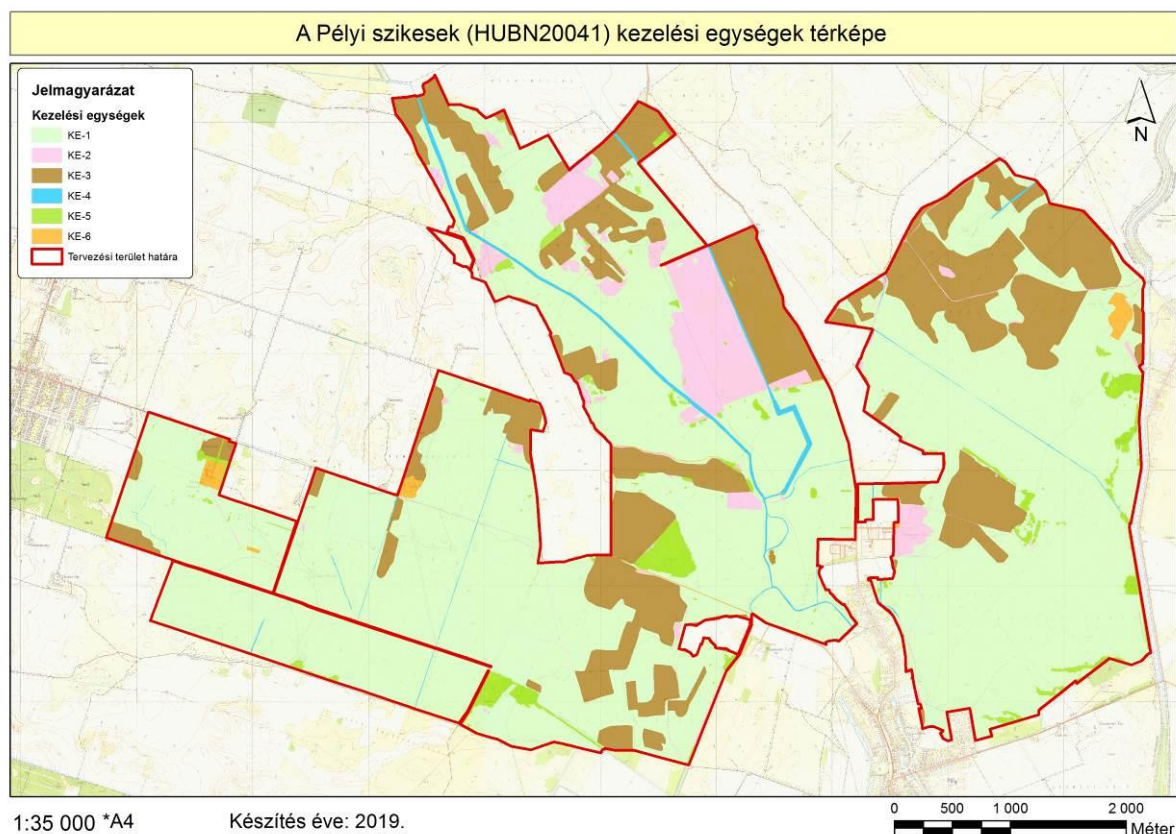 A Pélyi szikesek (HUBN20041) kezelési egységek térképe
Jelmagyarázat
Kezelési egységek
KE-1
KE-2
KE-3
KE-4
KE-5
KE-6
Tervezési terület határa
N
Pély
1:35 000 *A4
Készítés éve: 2019.
0 500 1 000 2 000
Méter